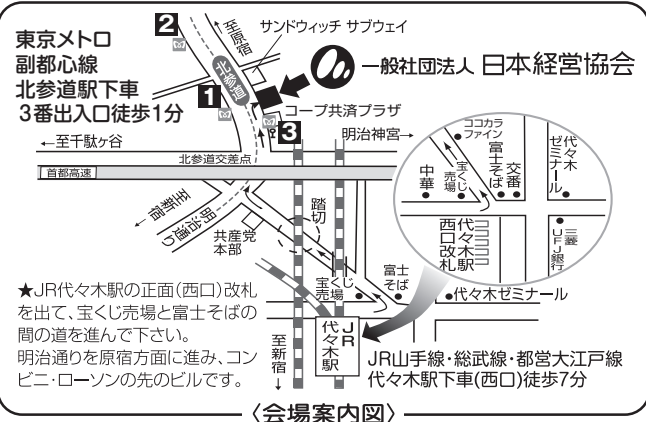 東京メトロ
副都心線
北参道駅下車
3番出入口徒歩1分
2
至原宿
サンドウィッチ サブウェイ
北参道
一般社団法人 日本経営協会
1
コープ共済プラザ
3
明治神宮→
←至千駄ヶ谷
北参道交差点
首都高速
至新宿
明治通り
共産党
本部
踏切
宝くじ
売場
富士
そば
代々木ゼミナール
JR
代々木駅
至新宿
ココカラ
ファイン
中華
宝くじ
売場
富士そば
交番
代々木
ゼミナール
代々木駅
西口改札
三菱
UFJ銀行
★JR代々木駅の正面(西口)改札
を出て、宝くじ売場と富士そばの
間の道を進んで下さい。
明治通りを原宿方面に進み、コン
ビニ・ローソンの先のビルです。
JR山手線・総武線・都営大江戸線
代々木駅下車(西口)徒歩7分
〈会場案内図〉